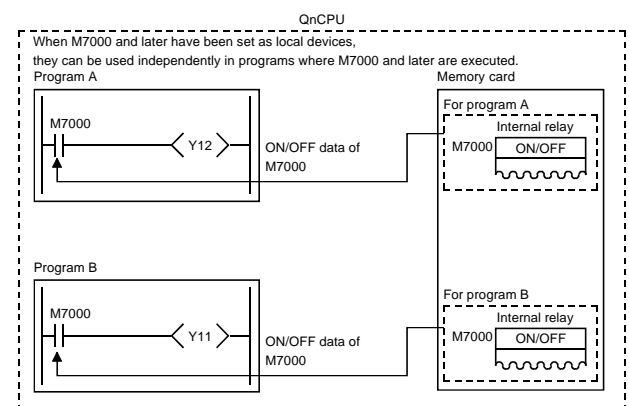 QnCPU
When M7000 and later have been set as local devices,
they can be used independently in programs where M7000 and later are executed.
Program A
Memory card
For program A
M7000
Internal relay
Y12
ON/OFF data of
M7000
M7000
ON/OFF
Program B
For program B
M7000
Internal relay
Y11
ON/OFF data of
M7000
M7000
ON/OFF